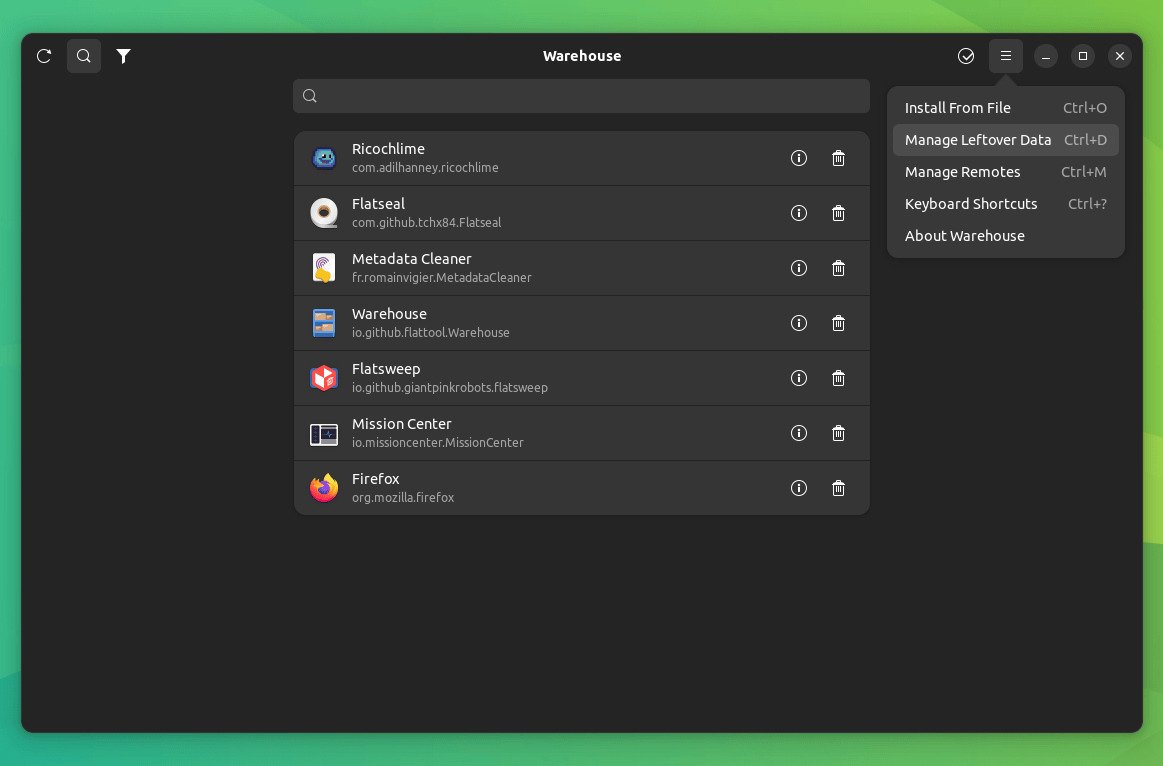 Warehouse
Install From File Ctrl+O
Manage Leftover Data Ctrl+D
Manage Remotes Ctrl+M
Keyboard Shortcuts Ctrl+?
About Warehouse
Ricochlime
com.adilhanney.ricochlime
Flatseal
com.github.tchx84.Flatseal
Metadata Cleaner
fr.romainvigier.MetadataCleaner
Warehouse
io.github.flattool.Warehouse
Flatsweep
io.github.giantpinkrobots.flatsweep
Mission Center
io.missioncenter.MissionCenter
Firefox
org.mozilla.firefox